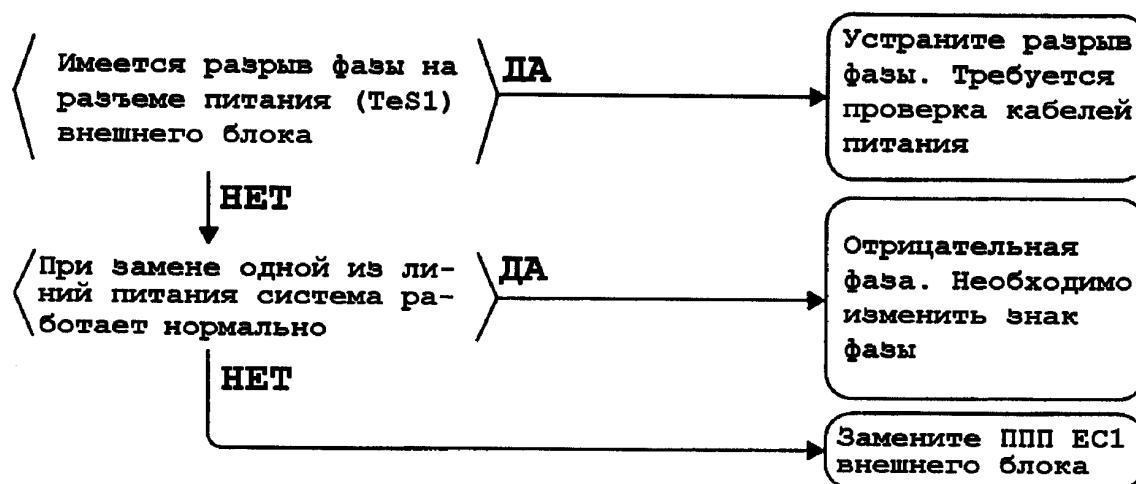 Имеется разрыв фазы на
разъеме питания (TeS1)
внешнего блока
ДА
Устраните разрыв
фазы. Требуется
проверка кабелей
питания
НЕТ
При замене одной из ли-
ний питания система ра-
ботает нормально
ДА
Отрицательная
фаза. Необходимо
изменить знак
фазы
НЕТ
Замените ППП EC1
внешнего блока